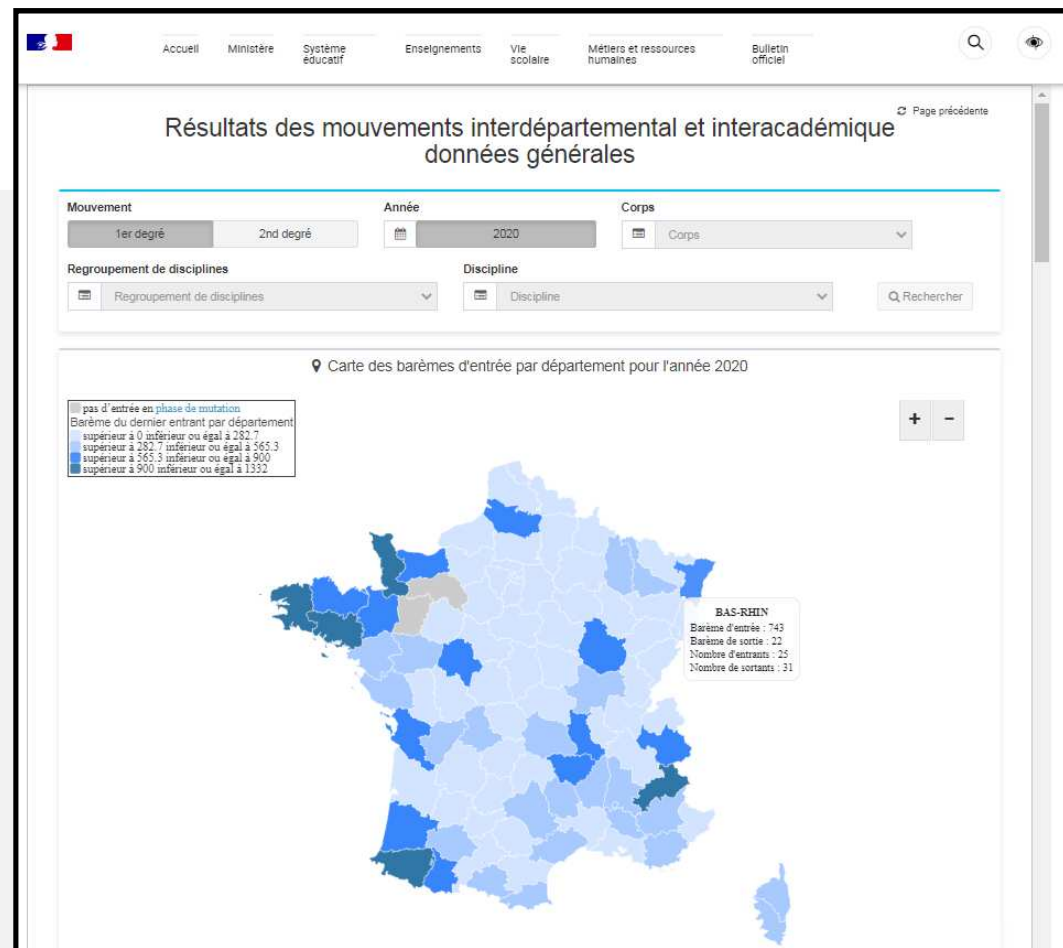 Accueil
Ministère
Système
éducatif
Enseignements
Vie
scolaire
Métiers et ressources
humaines
Bulletin
officiel
Page précédente
Résultats des mouvements interdépartemental et interacadémique
données générales
Mouvement
Année
Corps
1er degré
2nd degré
2020
Corps
Regroupement de disciplines
Discipline
Regroupement de disciplines
Discipline
Rechercher
Carte des barèmes d'entrée par département pour l'année 2020
pas d'entrée en phase de mutation
Barème du dernier entrant par département
supérieur à 0 inférieur ou égal à 282.7
supérieur à 282.7 inférieur ou égal à 565.3
supérieur à 565.3 inférieur ou égal à 900
supérieur à 900 inférieur ou égal à 1332
+
−
BAS-RHIN
Barème d'entrée : 743
Barème de sortie : 22
Nombre d'entrants : 25
Nombre de sortants : 31